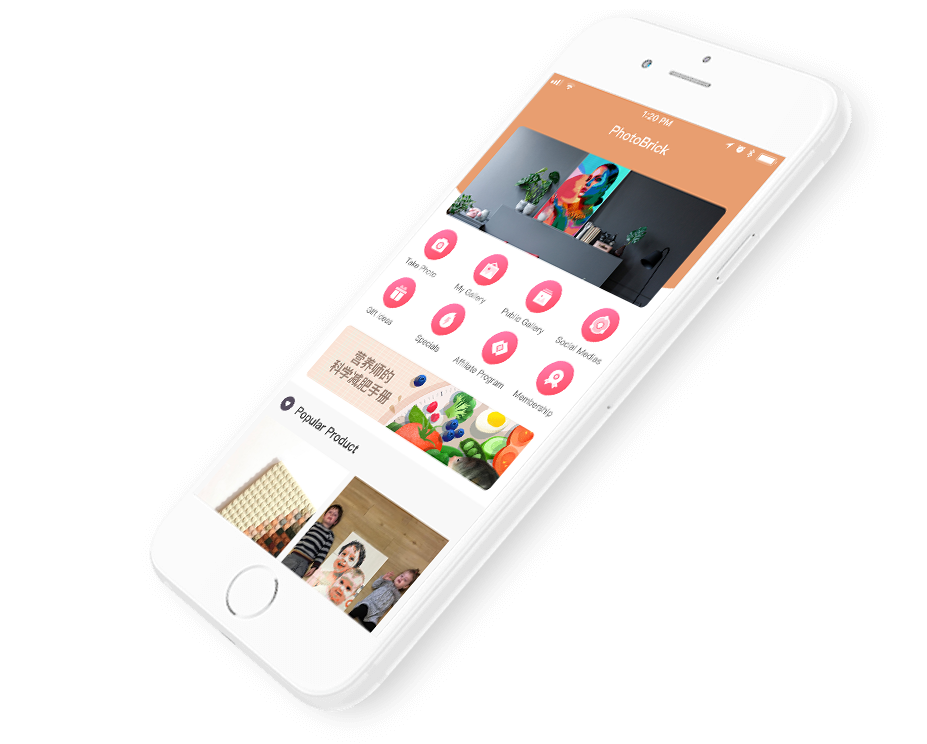 1:20 PM
PhotoBrick
Take Photo
My Gallery
Public Gallery
Social Medias
Gift Ideas
Specials
Affiliate Program
Membership
营养师的
科学减肥手册
Popular Product